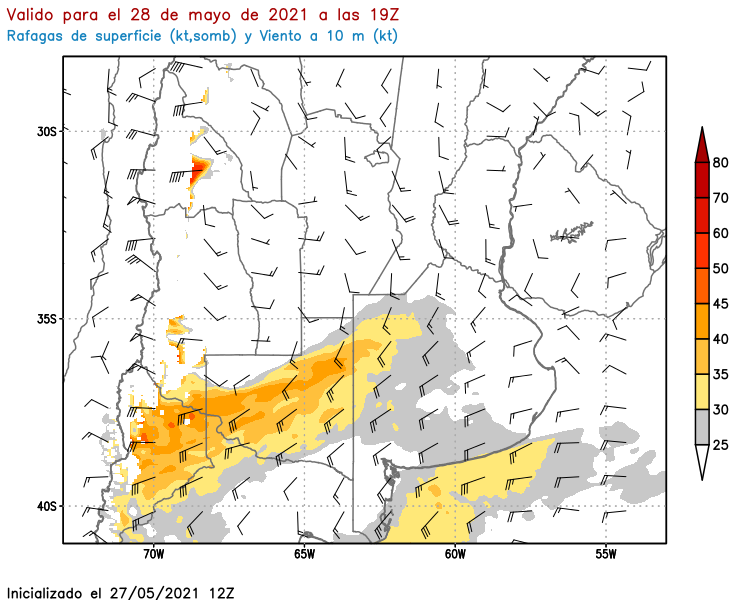 Valido para el 28 de mayo de 2021 a las 19Z
Rafagas de superficie (kt,somb) y Viento a 10 m (kt)
30S
35S
40S
70W
65W
60W
55W
80
70
60
50
45
40
35
30
25
Inicializado el 27/05/2021 12Z